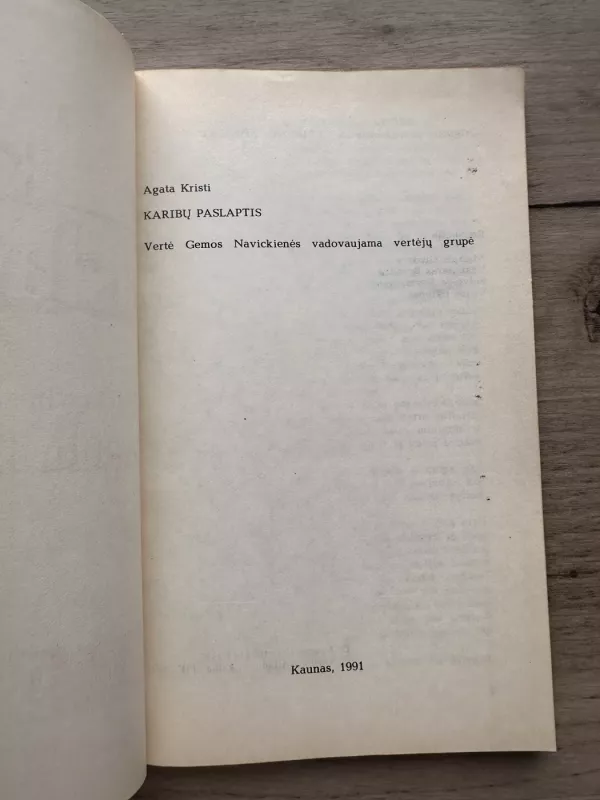 Agata Kristi
KARIBŲ PASLAPTIS
Vertė Gemos Navickienės vadovaujama vertėjų grupė
Kaunas, 1991